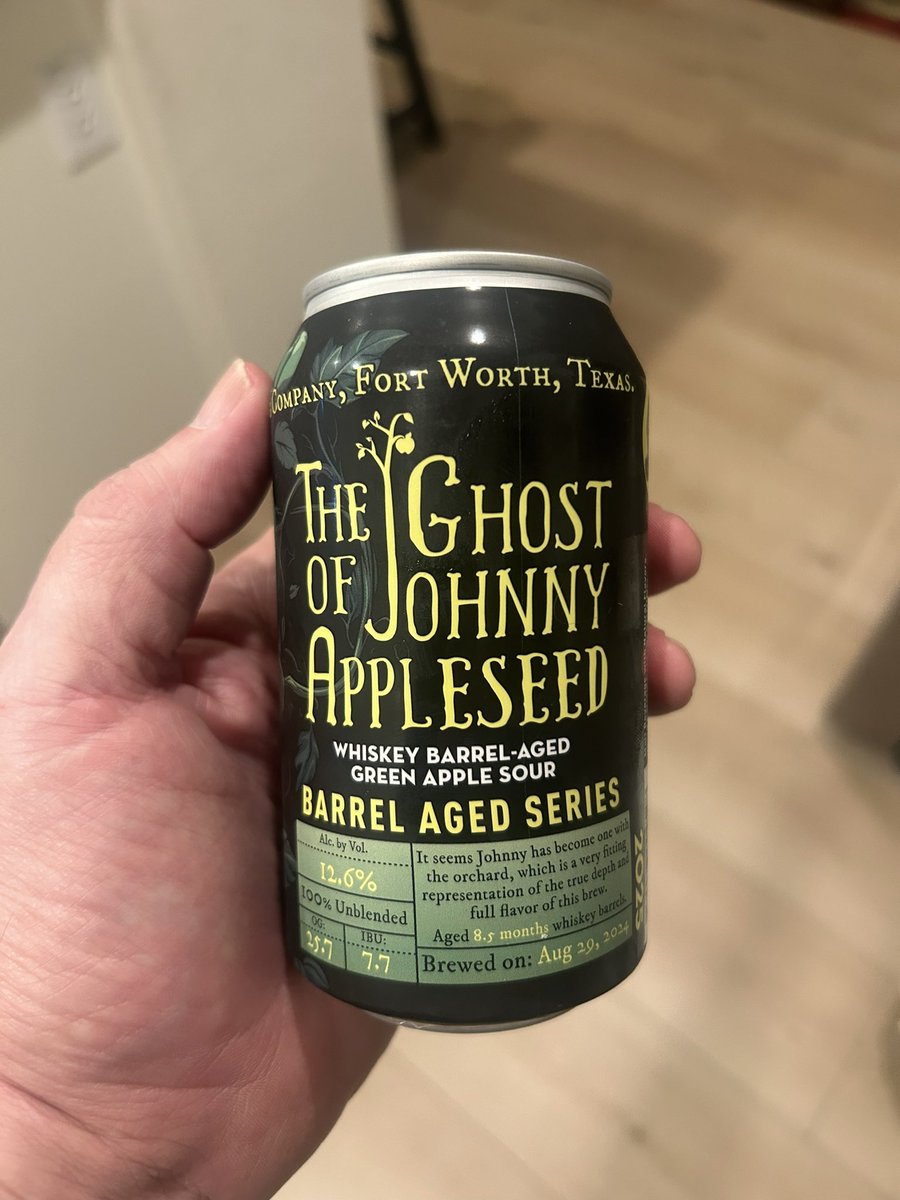 Company, Fort Worth, Texas.
The Ghost
of Johnny
Appleseed
WHISKEY BARREL-AGED
GREEN APPLE SOUR
BARREL AGED SERIES
Alc. by Vol.
12.6%
100% Unblended
OG:
25.7
IBU:
7.7
It seems Johnny has become one with
the orchard, which is a very fitting
representation of the true depth and
full flavor of this brew.
Aged 8.5 months whiskey barrels.
Brewed on: Aug 29, 2024
2025